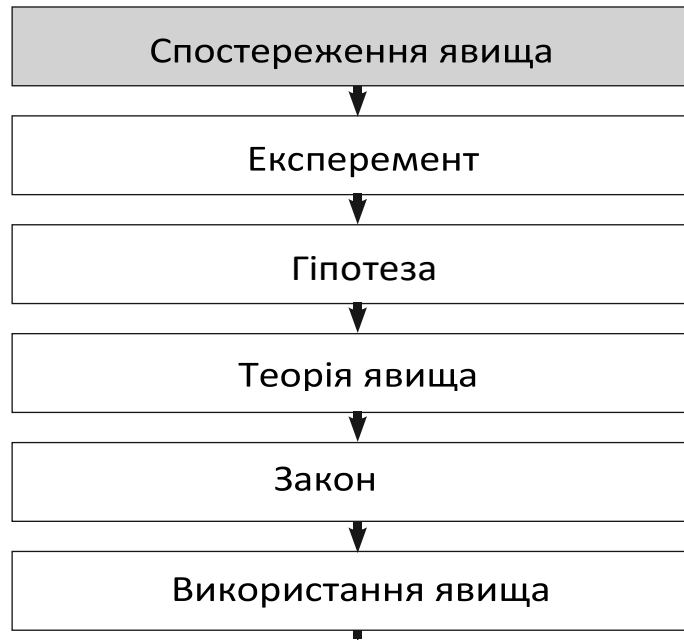 Спостереження явища
Експеремент
Гіпотеза
Теорія явища
Закон
Використання явища